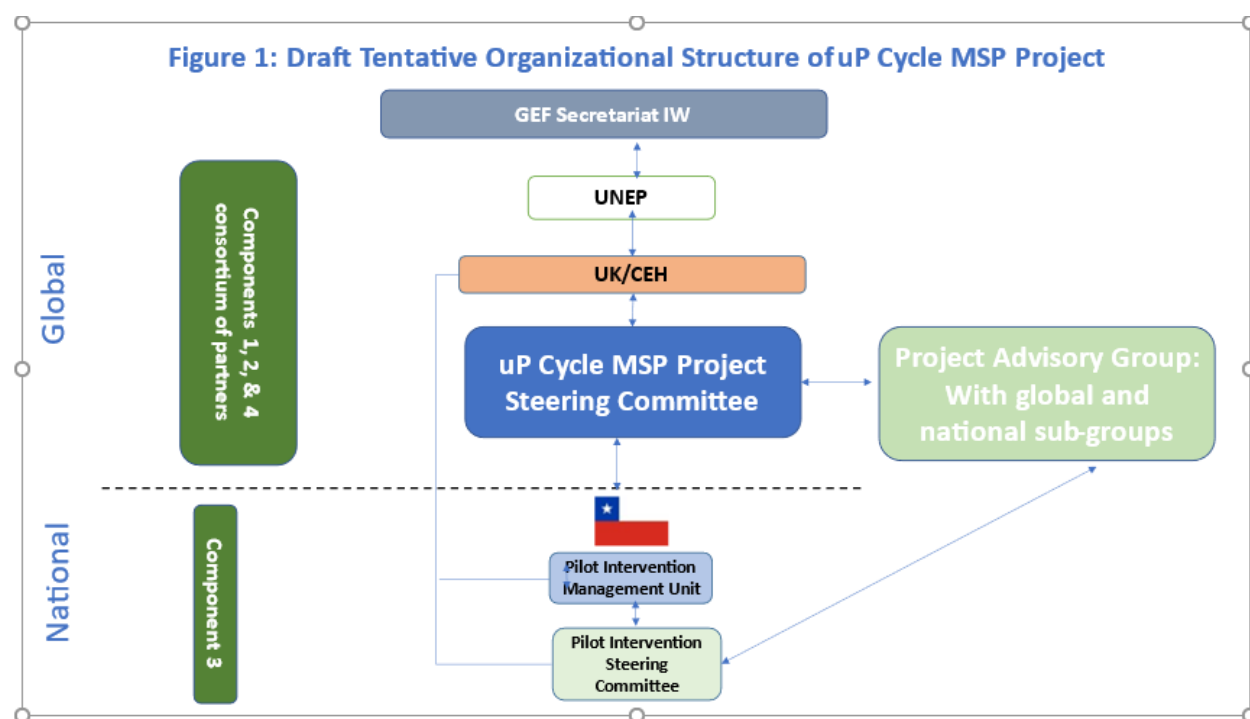 Figure 1: Draft Tentative Organizational Structure of uP Cycle MSP Project
GEF Secretariat IW
UNEP
UK/CEH
Global
Components 1, 2, & 4
consortium of partners
uP Cycle MSP Project
Steering Committee
Project Advisory Group:
With global and
national sub-groups
National
Component 3
Pilot Intervention
Management Unit
Pilot Intervention
Steering
Committee